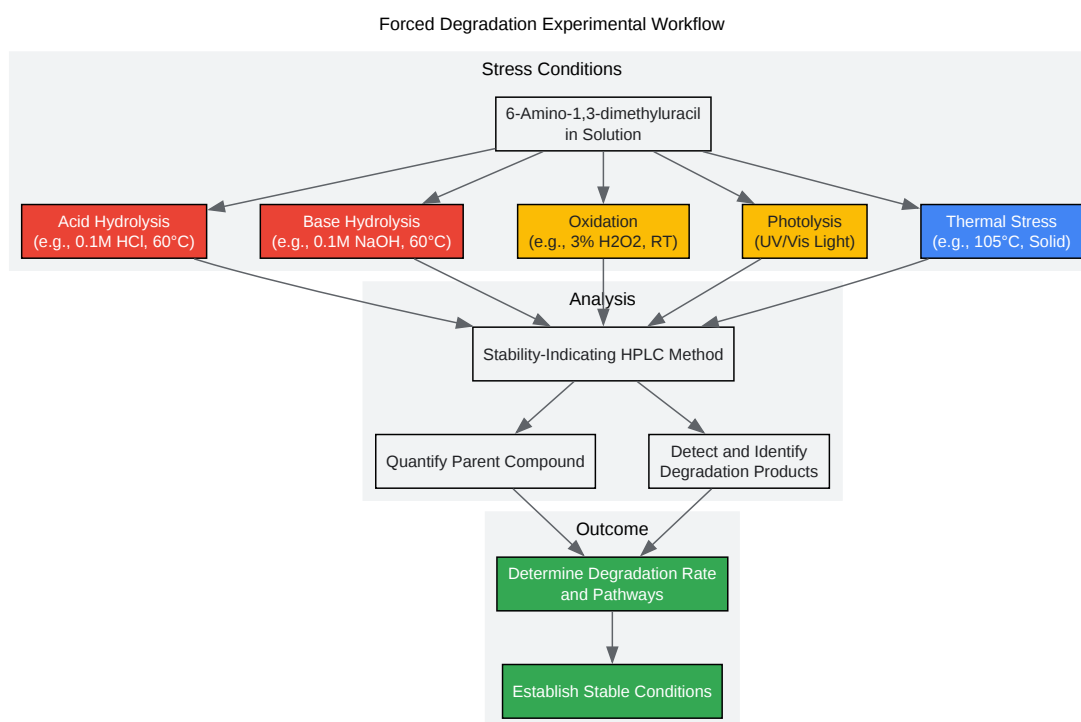 Forced Degradation Experimental Workflow
Stress Conditions
6-Amino-1,3-dimethyluracil
in Solution
Acid Hydrolysis
(e.g., 0.1M HCl, 60°C)
Base Hydrolysis
(e.g., 0.1M NaOH, 60°C)
Oxidation
(e.g., 3% H2O2, RT)
Photolysis
(UV/Vis Light)
Thermal Stress
(e.g., 105°C, Solid)
Analysis
Stability-Indicating HPLC Method
Quantify Parent Compound
Detect and Identify
Degradation Products
Outcome
Determine Degradation Rate
and Pathways
Establish Stable Conditions